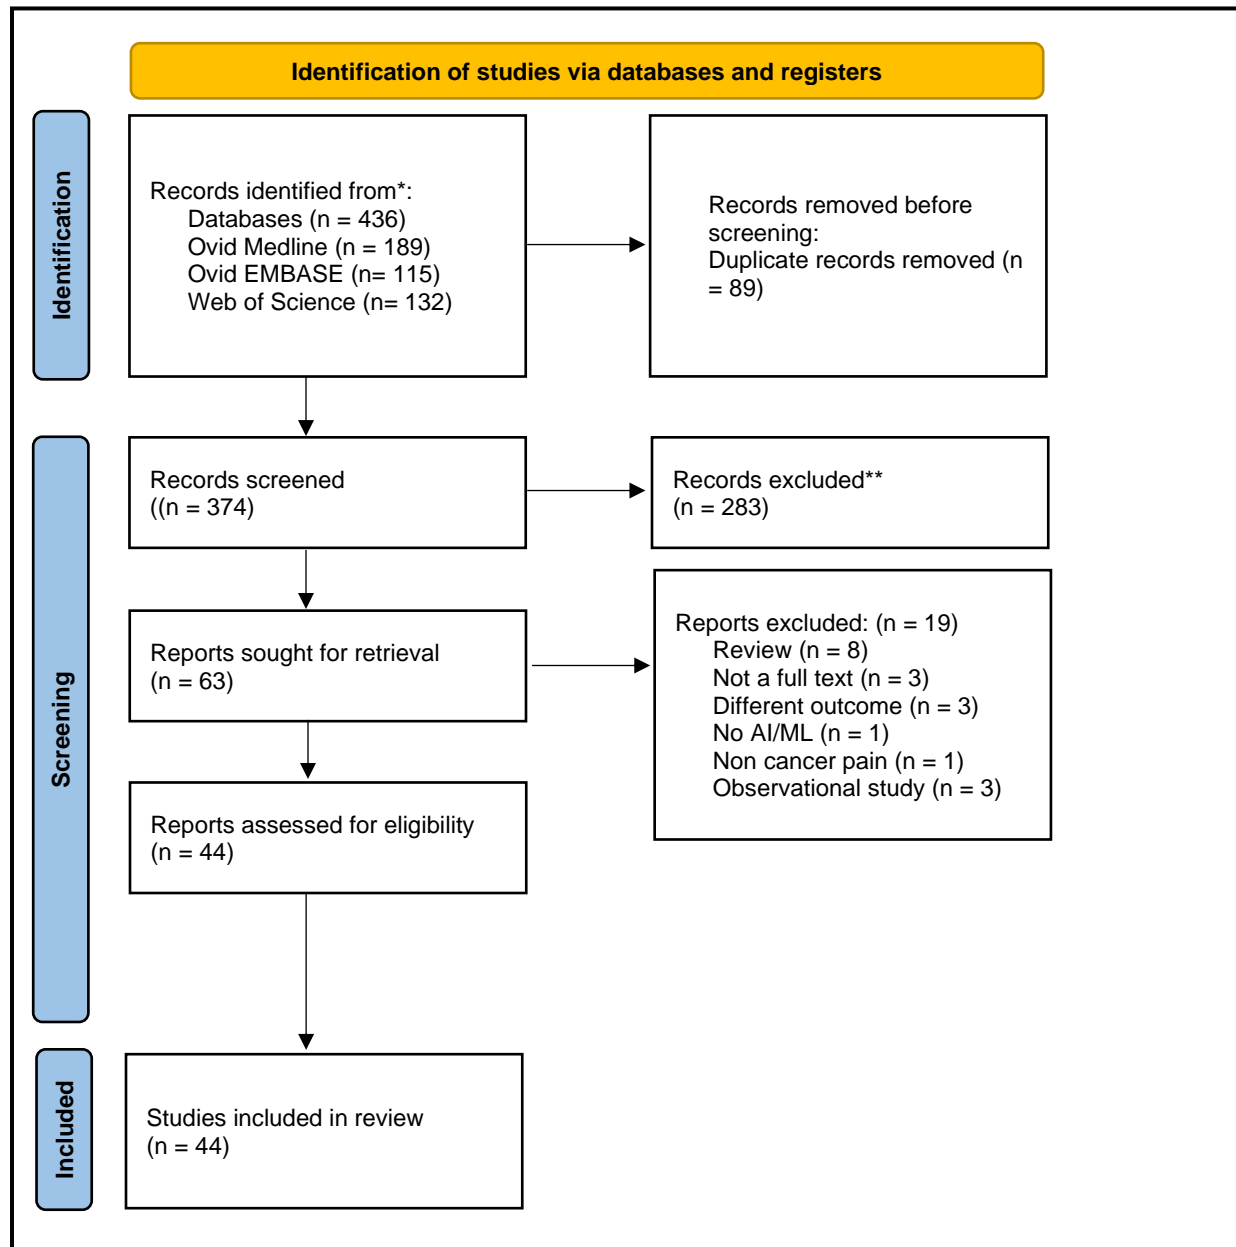 Identification of studies via databases and registers
Identification
Records identified from*:
Databases (n = 436)
Ovid Medline (n = 189)
Ovid EMBASE (n= 115)
Web of Science (n= 132)
Records removed before
screening:
Duplicate records removed (n
= 89)
Screening
Records screened
((n = 374)
Records excluded**
(n = 283)
Reports sought for retrieval
(n = 63)
Reports excluded: (n = 19)
Review (n = 8)
Not a full text (n = 3)
Different outcome (n = 3)
No AI/ML (n = 1)
Non cancer pain (n = 1)
Observational study (n = 3)
Reports assessed for eligibility
(n = 44)
Included
Studies included in review
(n = 44)